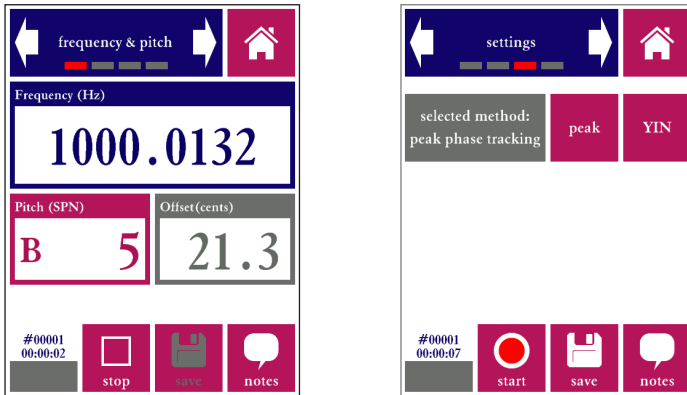 frequency & pitch
Frequency (Hz)
1000.0132
Pitch (SPN)
B 5
Offset(cents)
21.3
#00001
00:00:02
stop
save
notes
settings
selected method:
peak phase tracking
peak
YIN
#00001
00:00:07
start
save
notes